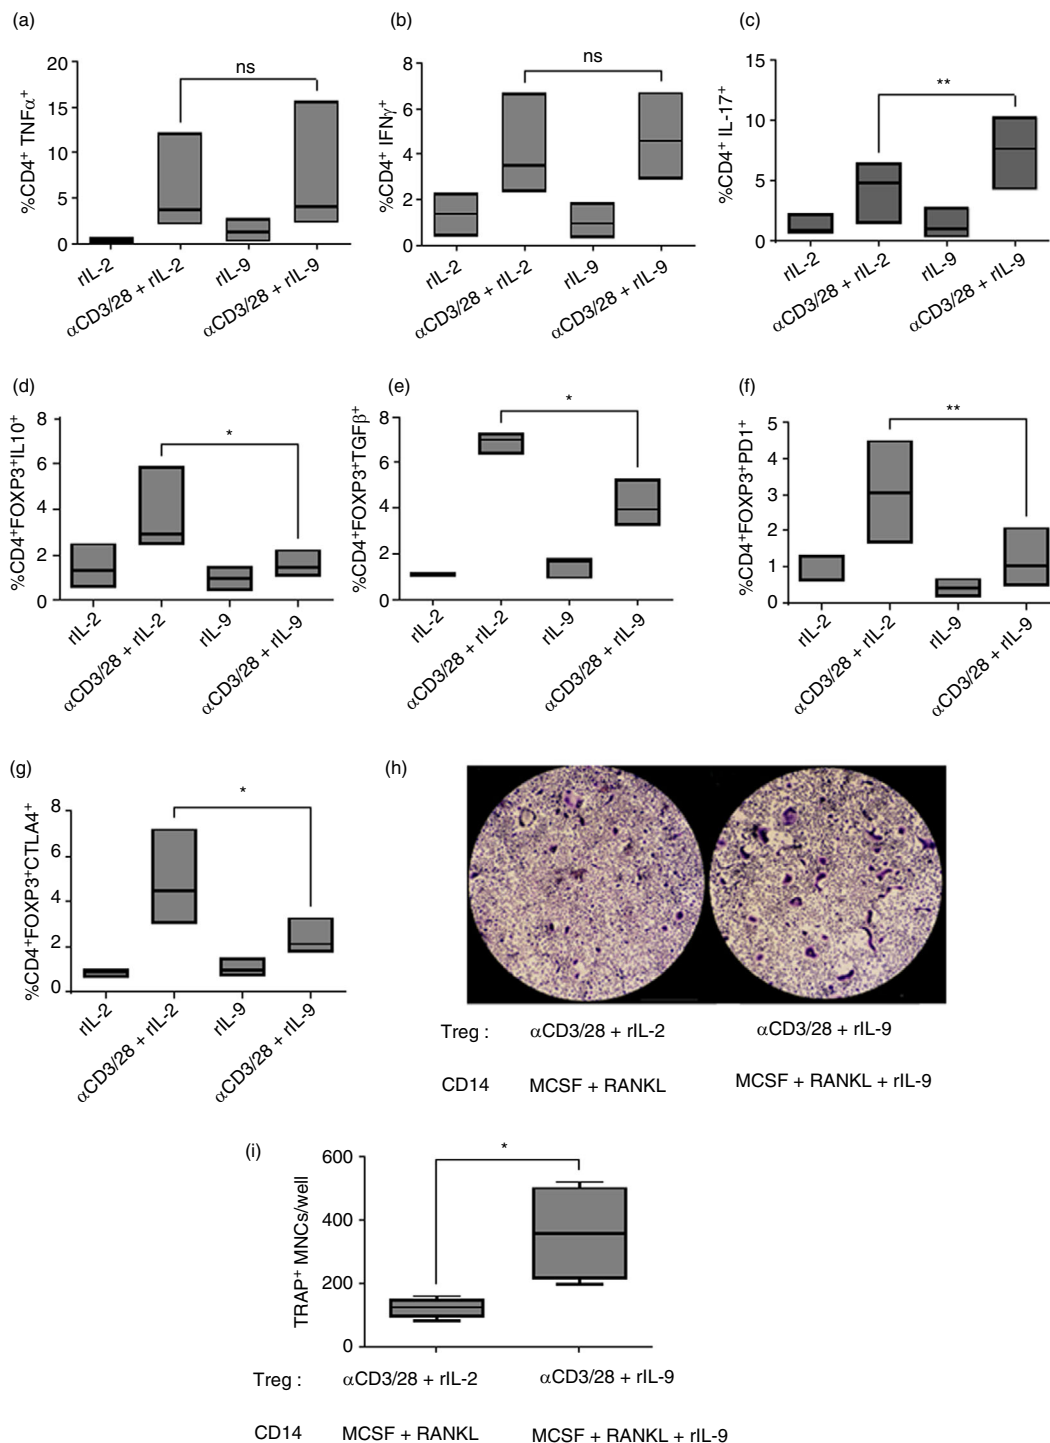 (a)
%CD4⁺ TNFα⁺
20
15
10
5
0
ns
rIL-2
αCD3/28 + rIL-2
rIL-9
αCD3/28 + rIL-9
(b)
%CD4⁺ IFNγ⁺
8
6
4
2
0
ns
rIL-2
αCD3/28 + rIL-2
rIL-9
αCD3/28 + rIL-9
(c)
%CD4⁺ IL-17⁺
15
10
5
0
**
rIL-2
αCD3/28 + rIL-2
rIL-9
αCD3/28 + rIL-9
(d)
%CD4⁺FOXP3⁺IL10⁺
8
6
4
2
0
*
rIL-2
αCD3/28 + rIL-2
rIL-9
αCD3/28 + rIL-9
(e)
%CD4⁺FOXP3⁺TGFβ⁺
8
6
4
2
0
*
rIL-2
αCD3/28 + rIL-2
rIL-9
αCD3/28 + rIL-9
(f)
%CD4⁺FOXP3⁺PD1⁺
5
4
3
2
1
0
**
rIL-2
αCD3/28 + rIL-2
rIL-9
αCD3/28 + rIL-9
(g)
%CD4⁺FOXP3⁺CTLA4⁺
8
6
4
2
0
*
rIL-2
αCD3/28 + rIL-2
rIL-9
αCD3/28 + rIL-9
(h)
Treg : αCD3/28 + rIL-2 αCD3/28 + rIL-9
CD14 MCSF + RANKL MCSF + RANKL + rIL-9
(i)
TRAP⁺ MNCs/well
600
400
200
0
*
Treg : αCD3/28 + rIL-2 αCD3/28 + rIL-9
CD14 MCSF + RANKL MCSF + RANKL + rIL-9